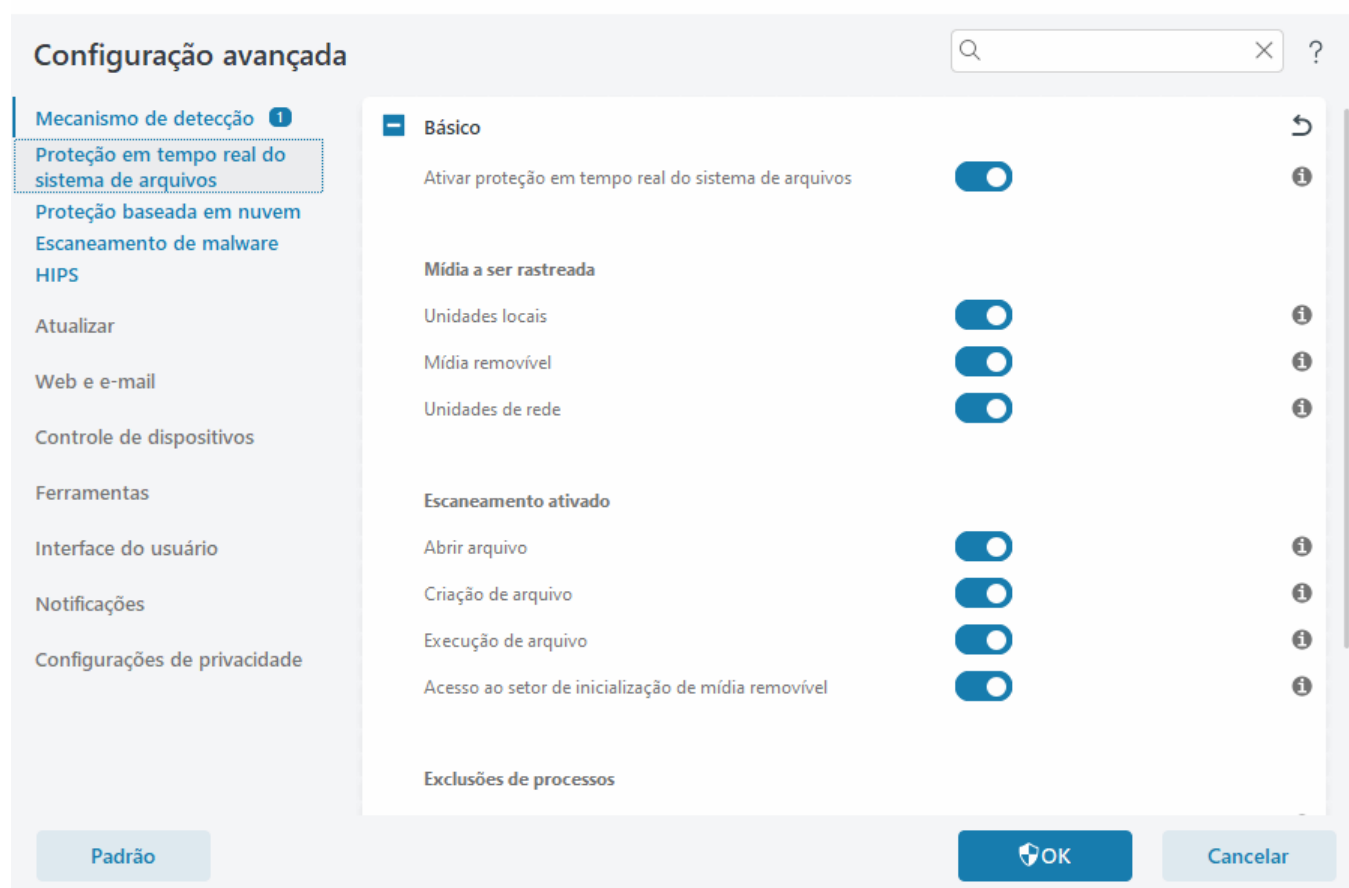 Configuração avançada
?
Mecanismo de detecção 1
Proteção em tempo real do
sistema de arquivos
Proteção baseada em nuvem
Escaneamento de malware
HIPS
Atualizar
Web e e-mail
Controle de dispositivos
Ferramentas
Interface do usuário
Notificações
Configurações de privacidade
Básico
Ativar proteção em tempo real do sistema de arquivos
Mídia a ser rastreada
Unidades locais
Mídia removível
Unidades de rede
Escaneamento ativado
Abrir arquivo
Criação de arquivo
Execução de arquivo
Acesso ao setor de inicialização de mídia removível
Exclusões de processos
Padrão
OK
Cancelar